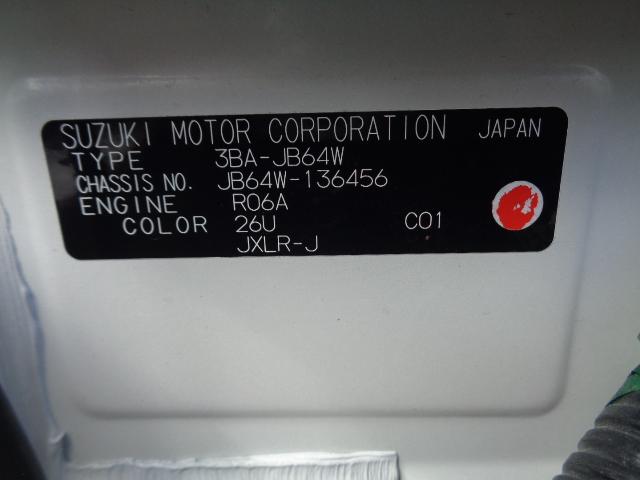 SUZUKI MOTOR CORPORATION JAPAN
TYPE 3BA-JB64W
CHASSIS NO. JB64W-136456
ENGINE R06A
COLOR 26U C01
JXLR-J